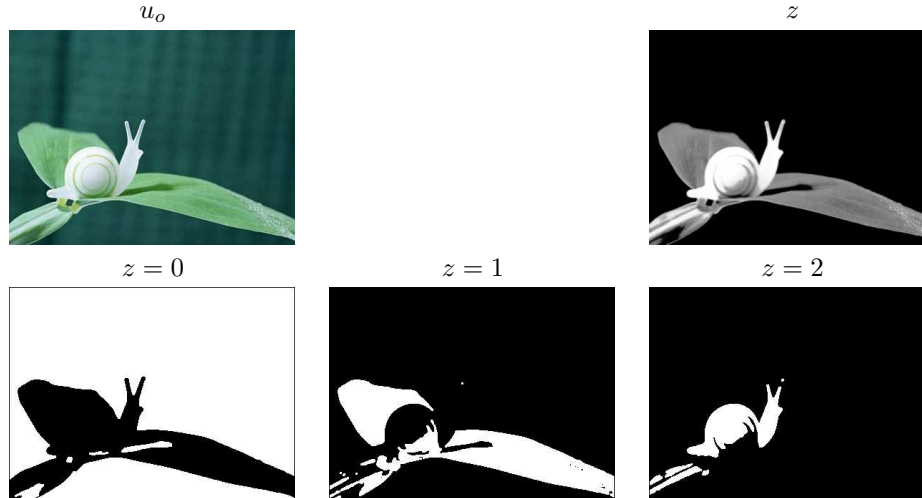 u_o
z
z = 0
z = 1
z = 2